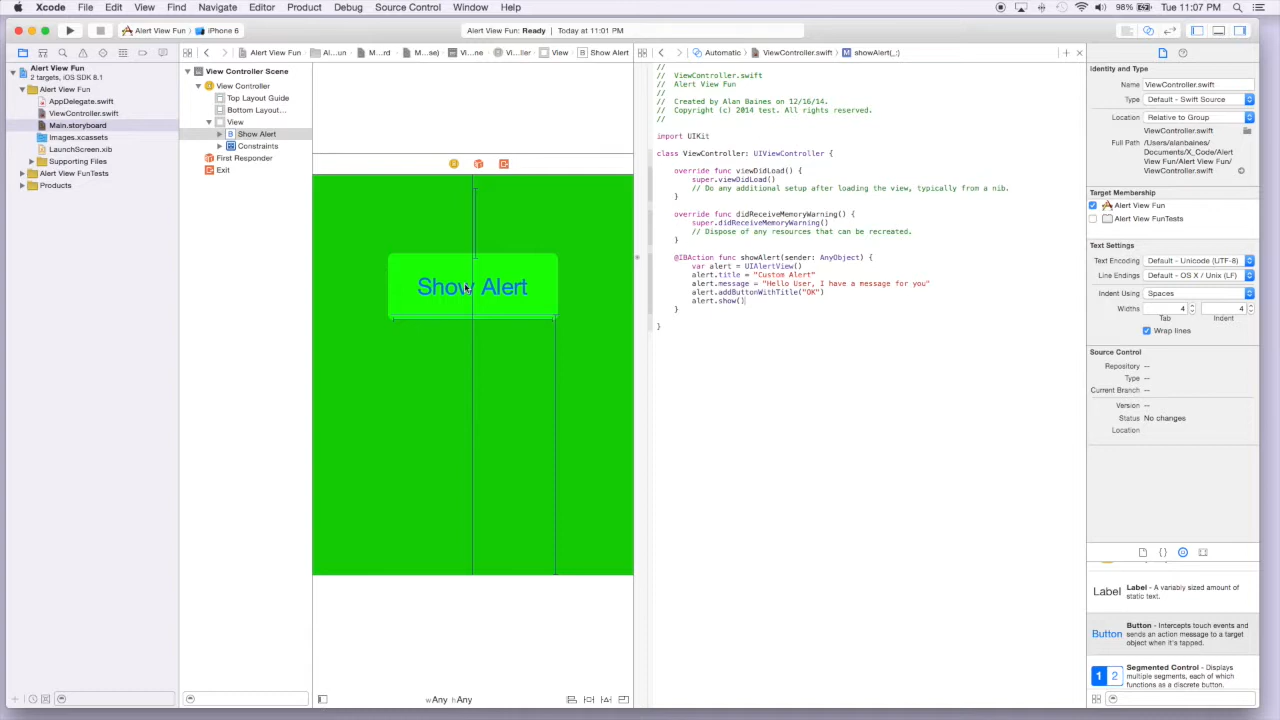 Xcode File Edit View Find Navigate Editor Product Debug Source Control Window Help
98% Tue 11:07 PM
Alert View Fun iPhone 6
Alert View Fun: Ready Today at 11:01 PM
Alert View Fun Al...un M...rd M...se) Vi...ne Vi...ller View Show Alert
Automatic ViewController.swift showAlert(_:)
Alert View Fun
2 targets, iOS SDK 8.1
Alert View Fun
AppDelegate.swift
ViewController.swift
Main.storyboard
Images.xcassets
LaunchScreen.xib
Supporting Files
Alert View FunTests
Products
View Controller Scene
View Controller
Top Layout Guide
Bottom Layout...
View
Show Alert
Constraints
First Responder
Exit
Show Alert
wAny hAny
//
// ViewController.swift
// Alert View Fun
//
// Created by Alan Baines on 12/16/14.
// Copyright (c) 2014 test. All rights reserved.
//
import UIKit
class ViewController: UIViewController {
override func viewDidLoad() {
super.viewDidLoad()
// Do any additional setup after loading the view, typically from a nib.
}
override func didReceiveMemoryWarning() {
super.didReceiveMemoryWarning()
// Dispose of any resources that can be recreated.
}
@IBAction func showAlert(sender: AnyObject) {
var alert = UIAlertView()
alert.title = "Custom Alert"
alert.message = "Hello User, I have a message for you"
alert.addButtonWithTitle("OK")
alert.show()
}
}
Identity and Type
Name ViewController.swift
Type Default - Swift Source
Location Relative to Group
ViewController.swift
Full Path /Users/alanbaines/
Documents/X_Code/Alert
View Fun/Alert View Fun/
ViewController.swift
Target Membership
Alert View Fun
Alert View FunTests
Text Settings
Text Encoding Default - Unicode (UTF-8)
Line Endings Default - OS X / Unix (LF)
Indent Using Spaces
Widths 4 4
Tab Indent
Wrap lines
Source Control
Repository --
Type --
Current Branch --
Version --
Status No changes
Location
Label Label - A variably sized amount of
static text.
Button Button - Intercepts touch events and
sends an action message to a target
object when it's tapped.
1 2 Segmented Control - Displays
multiple segments, each of which
functions as a discrete button.